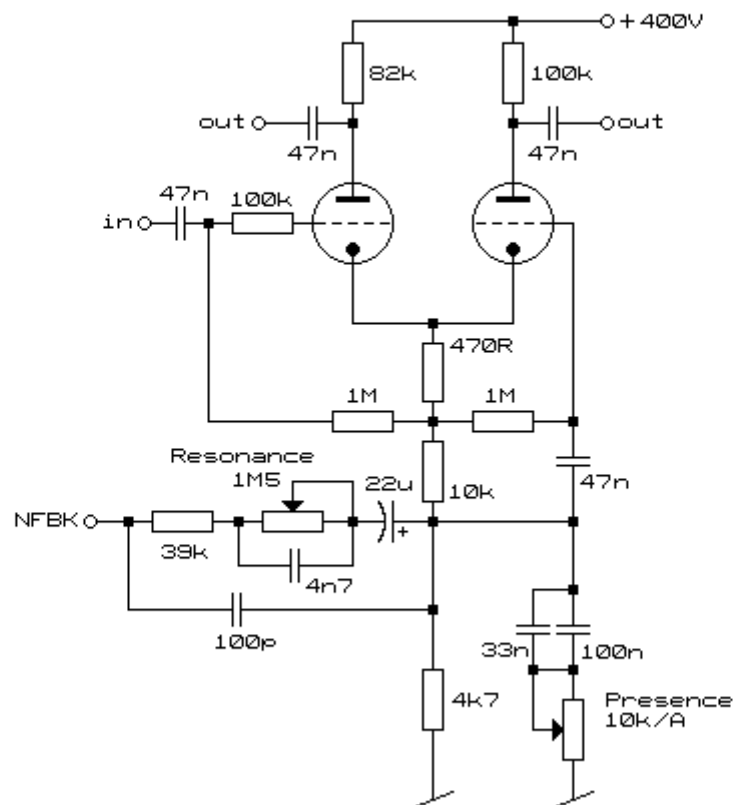 +400V
82k
100k
out
47n
47n
out
47n
100k
in
470R
1M
1M
Resonance
1M5
22u
10k
47n
NFBK
39k
4n7
+
100p
33n
100n
4k7
Presence
10k/A